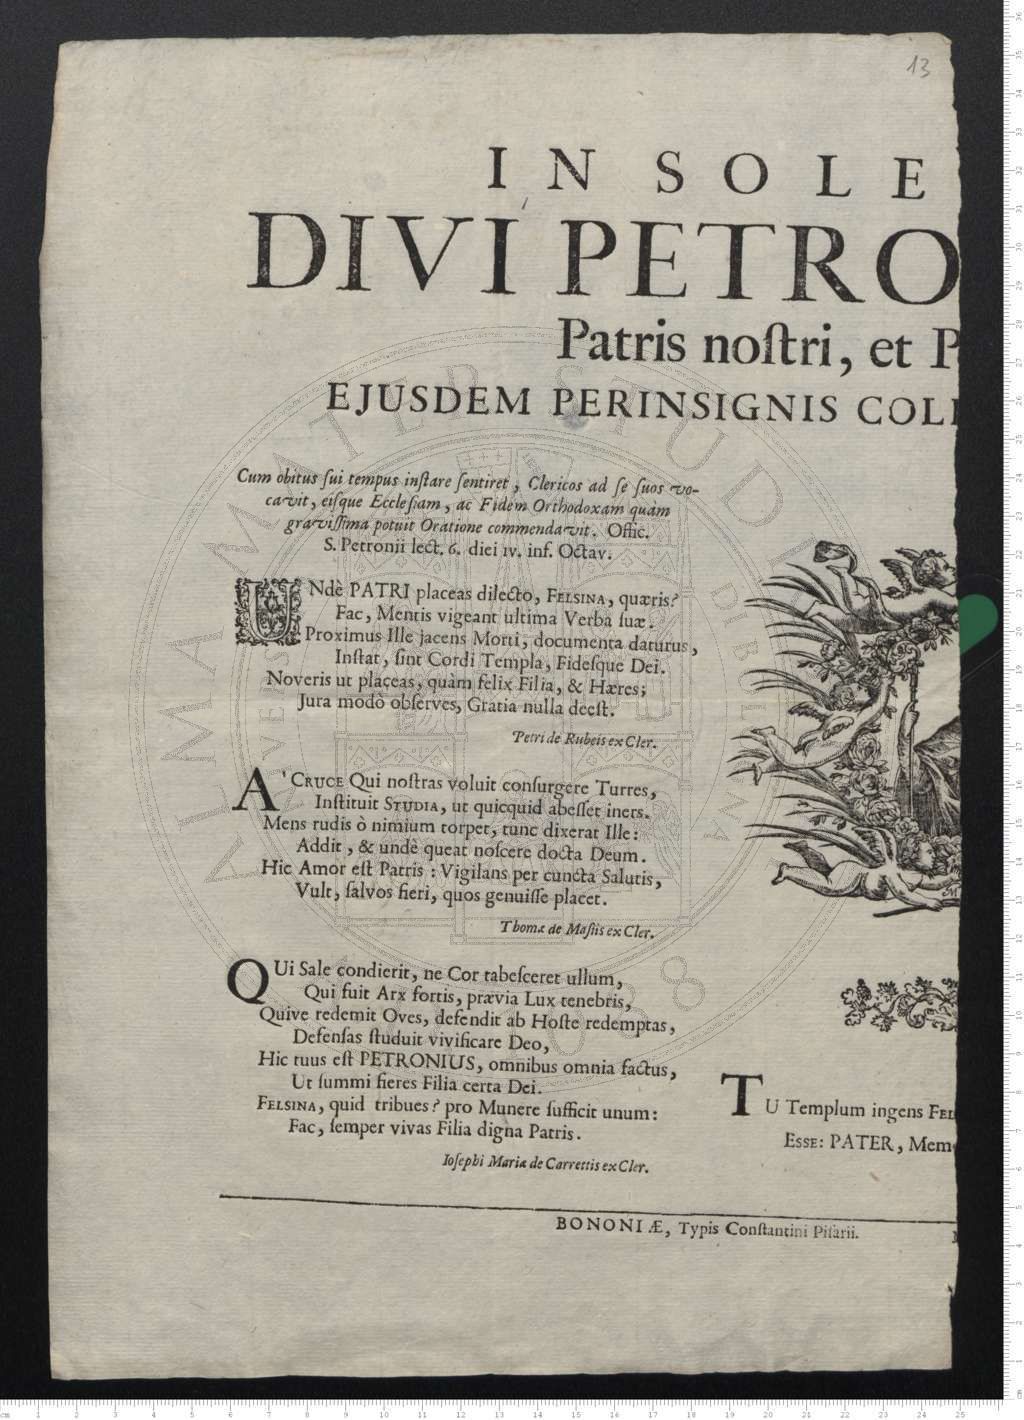 13
IN SOLE
DIVI PETRO
Patris noſtri, et P
EJUSDEM PERINSIGNIS COLL
Cum obitus ſui tempus inſtare ſentiret, Clericos ad ſe ſuos vo-
cavit, eiſque Eccleſiam, ac Fidem Orthodoxam quàm
graviſſima potuit Oratione commendavit. Offic.
S. Petronij lect. 6. diei IV. inf. Octav.
UNdè PATRI placeas dilecto, FELSINA, quæris?
Fac, Mentis vigeant ultima Verba ſuæ.
Proximus Ille jacens Morti, documenta daturus,
Inſtat, ſint Cordi Templa, Fideſque Dei.
Noveris ut placeas, quàm felix Filia, & Hæres;
Jura modò obſerves, Gratia nulla deeſt.
Petri de Rubeis ex Cler.
A' CRUCE Qui noſtras voluit conſurgere Turres,
Inſtituit STUDIA, ut quicquid abeſſet iners.
Mens rudis ò nimium torpet, tunc dixerat Ille:
Addit, & undè queat noſcere docta Deum.
Hic Amor eſt Patris: Vigilans per cuncta Salutis,
Vult, ſalvos fieri, quos genuiſſe placet.
Thomæ de Maſiis ex Cler.
QUi Sale condierit, ne Cor tabeſceret ullum,
Qui fuit Arx fortis, prævia Lux tenebris,
Quive redemit Oves, defendit ab Hoſte redemptas,
Defenſas ſtuduit vivificare Deo,
Hic tuus eſt PETRONIUS, omnibus omnia factus,
Ut ſummi fieres Filia certa Dei.
FELSINA, quid tribues? pro Munere ſufficit unum:
Fac, ſemper vivas Filia digna Patris.
Ioſephi Mariæ de Carrettis ex Cler.
TU Templum ingens FEL
ESSE: PATER, Mem
BONONIÆ, Typis Conſtantini Piſarii.